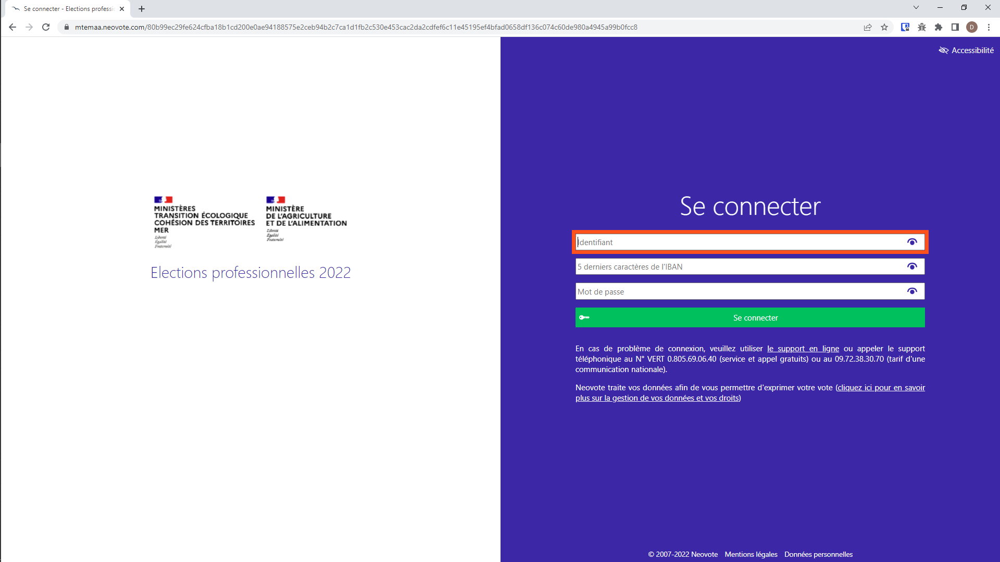 Se connecter - Elections professi
mtemaa.neovote.com/80b99ec29fe624cfba18b1cd200e0ae94188575e2ceb94b2c7ca1d1fb2c530e453cac2da2cdfef6c11e45195ef4bfad0658df136c074c60de980a4945a99b0fcc8
D
Accessibilité
MINISTÈRES
TRANSITION ÉCOLOGIQUE
COHÉSION DES TERRITOIRES
MER
Liberté
Égalité
Fraternité
MINISTÈRE
DE L'AGRICULTURE
ET DE L'ALIMENTATION
Liberté
Égalité
Fraternité
Elections professionnelles 2022
Se connecter
Identifiant
5 derniers caractères de l'IBAN
Mot de passe
Se connecter
En cas de problème de connexion, veuillez utiliser le support en ligne ou appeler le support
téléphonique au N° VERT 0.805.69.06.40 (service et appel gratuits) ou au 09.72.38.30.70 (tarif d'une
communication nationale).
Neovote traite vos données afin de vous permettre d'exprimer votre vote (cliquez ici pour en savoir
plus sur la gestion de vos données et vos droits)
© 2007-2022 Neovote Mentions légales Données personnelles